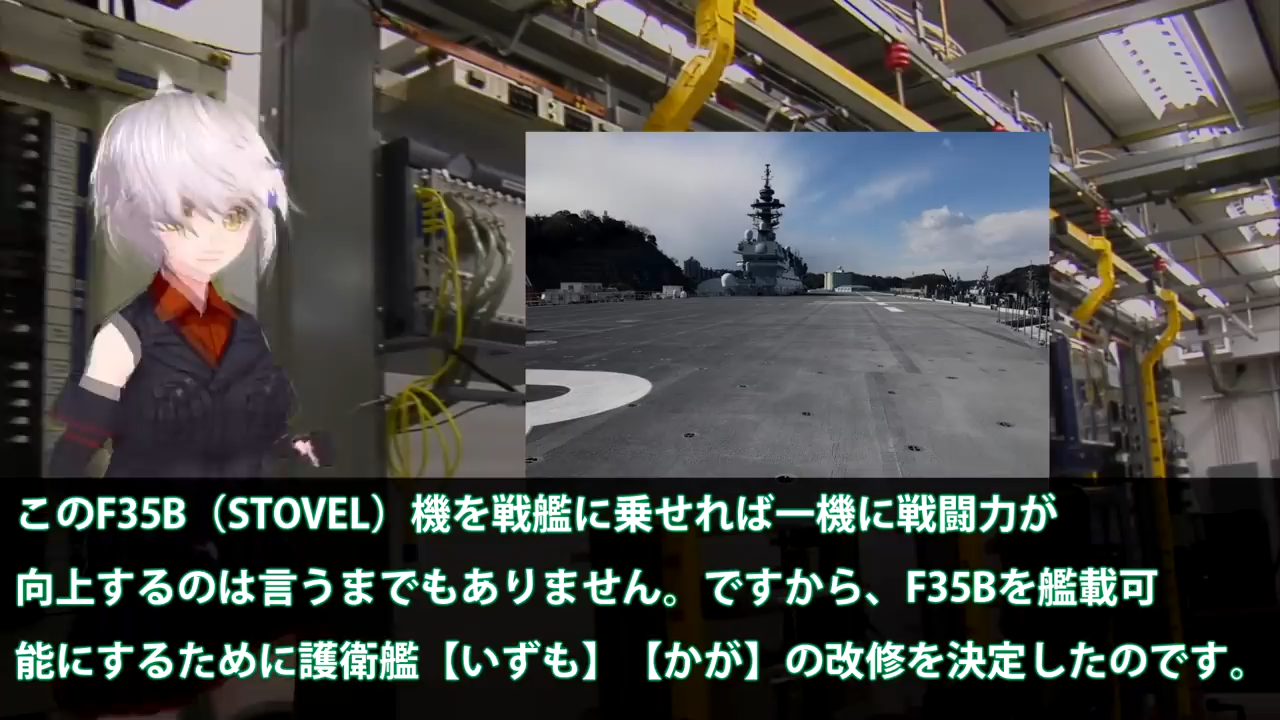 このF35B（STOVEL）機を戦艦に乗せれば一機に戦闘力が
向上するのは言うまでもありません。ですから、F35Bを艦載可
能にするために護衛艦【いずも】【かが】の改修を決定したのです。